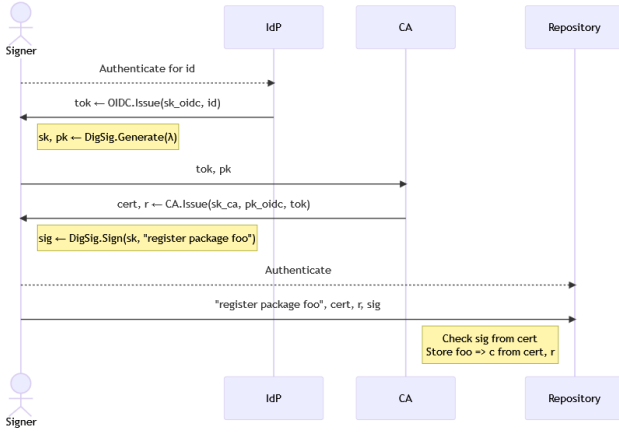 IdP
CA
Repository
Signer
Authenticate for id
tok ← OIDC.Issue(sk_oidc, id)
sk, pk ← DigSig.Generate(λ)
tok, pk
cert, r ← CA.Issue(sk_ca, pk_oidc, tok)
sig ← DigSig.Sign(sk, "register package foo")
Authenticate
"register package foo", cert, r, sig
Check sig from cert
Store foo => c from cert, r
IdP
CA
Repository
Signer